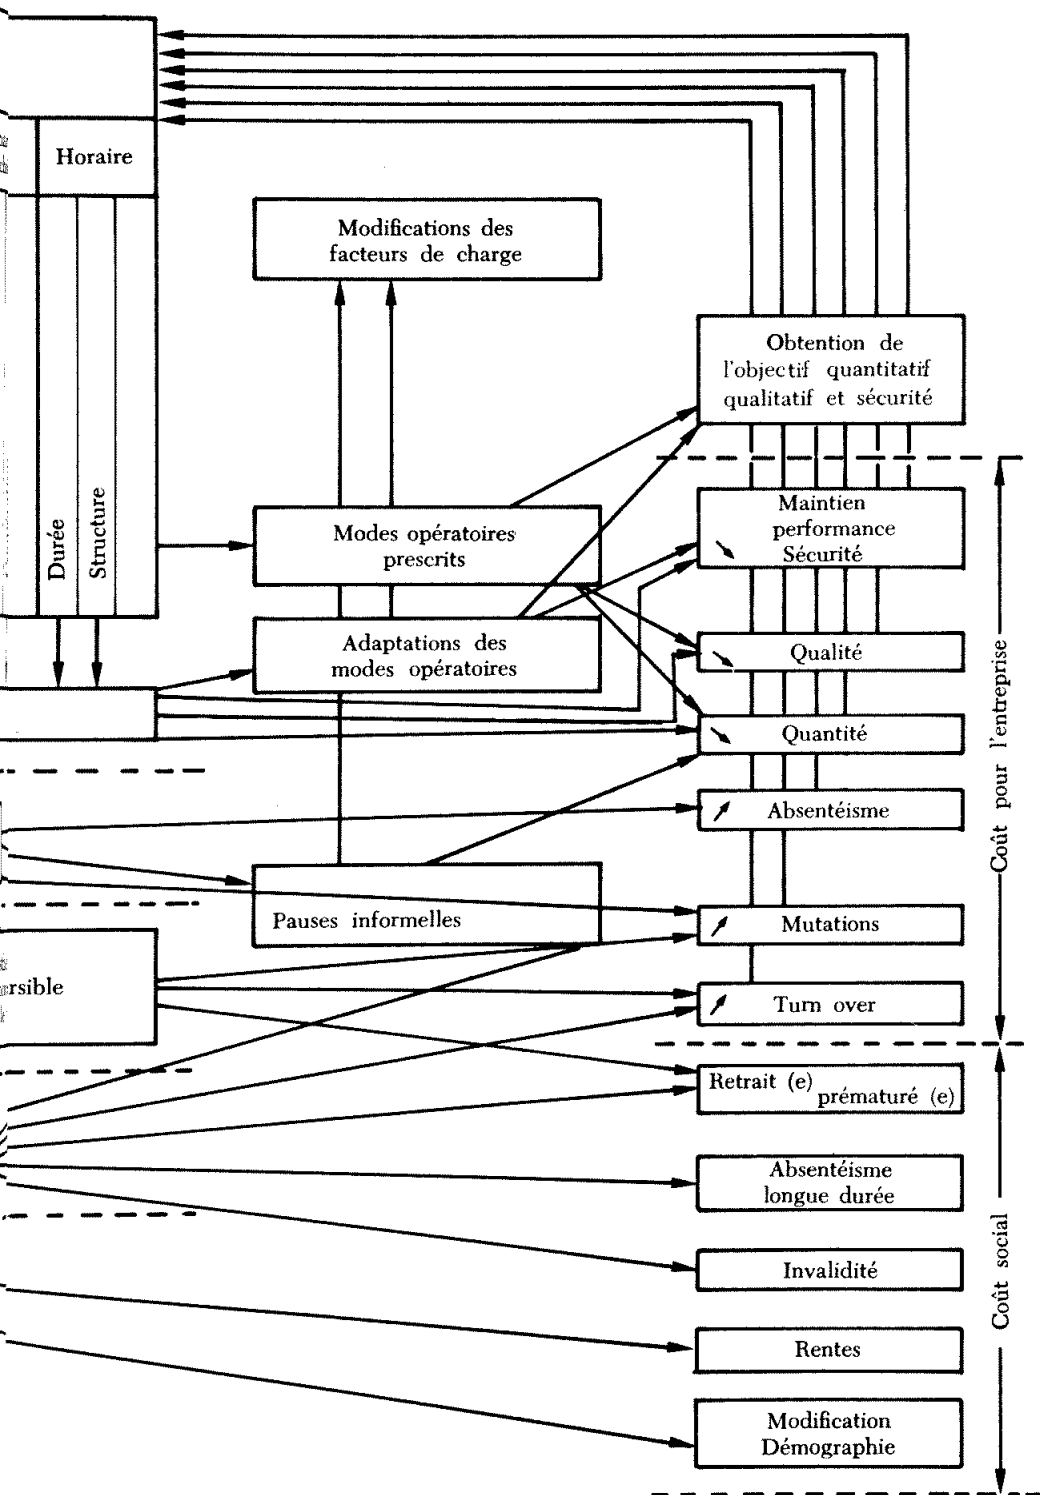 Horaire
Durée
Structure
Modifications des
facteurs de charge
Obtention de
l'objectif quantitatif
qualitatif et sécurité
Modes opératoires
prescrits
Maintien
performance
Sécurité
Adaptations des
modes opératoires
Qualité
Quantité
Absentéisme
Coût pour l'entreprise
Pauses informelles
Mutations
rsible
Turn over
Retrait (e)
prématuré (e)
Absentéisme
longue durée
Invalidité
Coût social
Rentes
Modification
Démographie